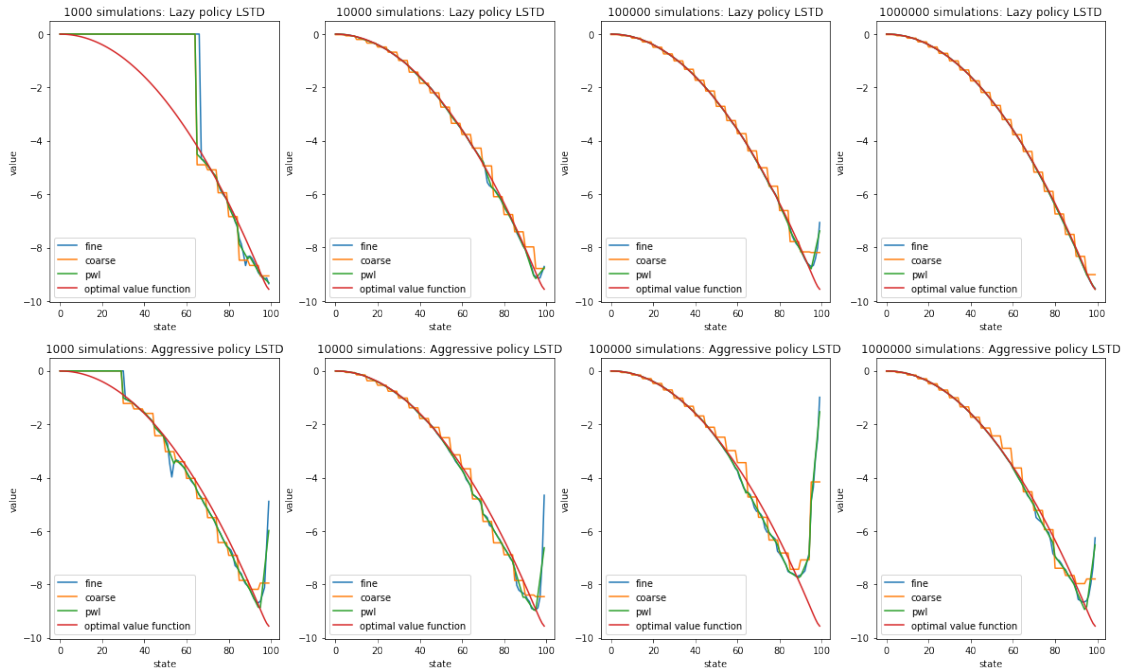 1000 simulations: Lazy policy LSTD
0
−2
−4
−6
−8
−10
value
0 20 40 60 80 100
state
fine
coarse
pwl
optimal value function
10000 simulations: Lazy policy LSTD
0
−2
−4
−6
−8
−10
value
0 20 40 60 80 100
state
fine
coarse
pwl
optimal value function
100000 simulations: Lazy policy LSTD
0
−2
−4
−6
−8
−10
value
0 20 40 60 80 100
state
fine
coarse
pwl
optimal value function
1000000 simulations: Lazy policy LSTD
0
−2
−4
−6
−8
−10
value
0 20 40 60 80 100
state
fine
coarse
pwl
optimal value function
1000 simulations: Aggressive policy LSTD
0
−2
−4
−6
−8
−10
value
0 20 40 60 80 100
state
fine
coarse
pwl
optimal value function
10000 simulations: Aggressive policy LSTD
0
−2
−4
−6
−8
−10
value
0 20 40 60 80 100
state
fine
coarse
pwl
optimal value function
100000 simulations: Aggressive policy LSTD
0
−2
−4
−6
−8
−10
value
0 20 40 60 80 100
state
fine
coarse
pwl
optimal value function
1000000 simulations: Aggressive policy LSTD
0
−2
−4
−6
−8
−10
value
0 20 40 60 80 100
state
fine
coarse
pwl
optimal value function